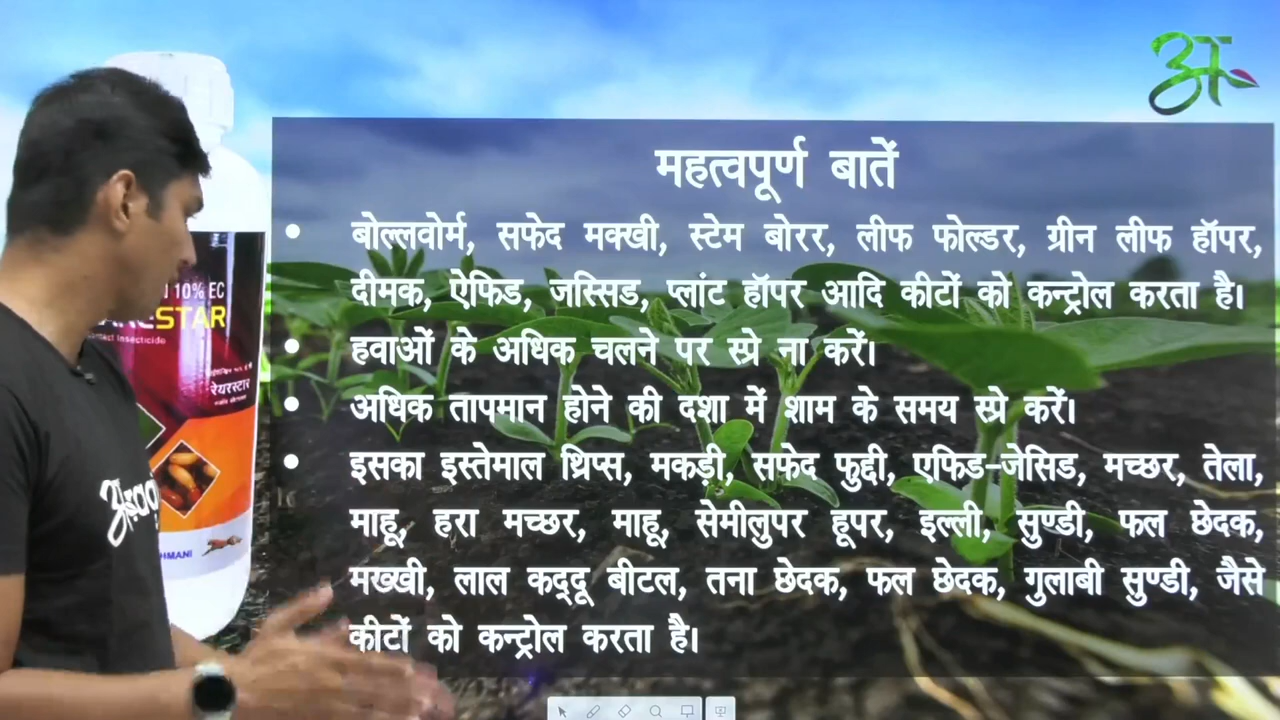 महत्वपूर्ण बातें
• बोल्लवोर्म, सफेद मक्खी, स्टेम बोरर, लीफ फोल्डर, ग्रीन लीफ हॉपर,
दीमक, ऐफिड, जस्सिड, प्लांट हॉपर आदि कीटों को कन्ट्रोल करता है।
• हवाओं के अधिक चलने पर स्प्रे ना करें।
• अधिक तापमान होने की दशा में शाम के समय स्प्रे करें।
• इसका इस्तेमाल थ्रिप्स, मकड़ी, सफेद फुद्दी, एफिड-जेसिड, मच्छर, तेला,
माहू, हरा मच्छर, माहू, सेमीलुपर हूपर, इल्ली, सुण्डी, फल छेदक,
मख्खी, लाल कद्दू बीटल, तना छेदक, फल छेदक, गुलाबी सुण्डी, जैसे
कीटों को कन्ट्रोल करता है।
10% EC
STAR
Insecticide
रेयरस्टार